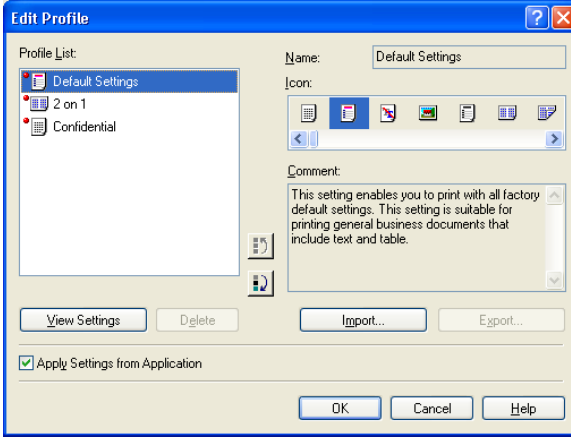 Edit Profile
Profile List:
Default Settings
2 on 1
Confidential
View Settings
Delete
Name:
Default Settings
Icon:
Comment:
This setting enables you to print with all factory
default settings. This setting is suitable for
printing general business documents that
include text and table.
Import...
Export...
Apply Settings from Application
OK
Cancel
Help